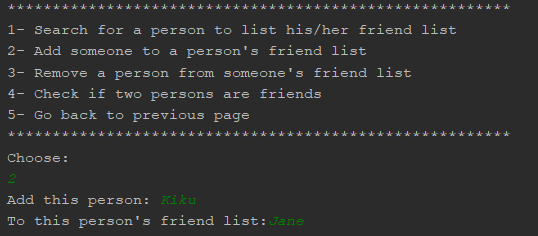 ********************************************************
1- Search for a person to list his/her friend list
2- Add someone to a person's friend list
3- Remove a person from someone's friend list
4- Check if two persons are friends
5- Go back to previous page
********************************************************
Choose:
2
Add this person: Kiku
To this person's friend list:Jane